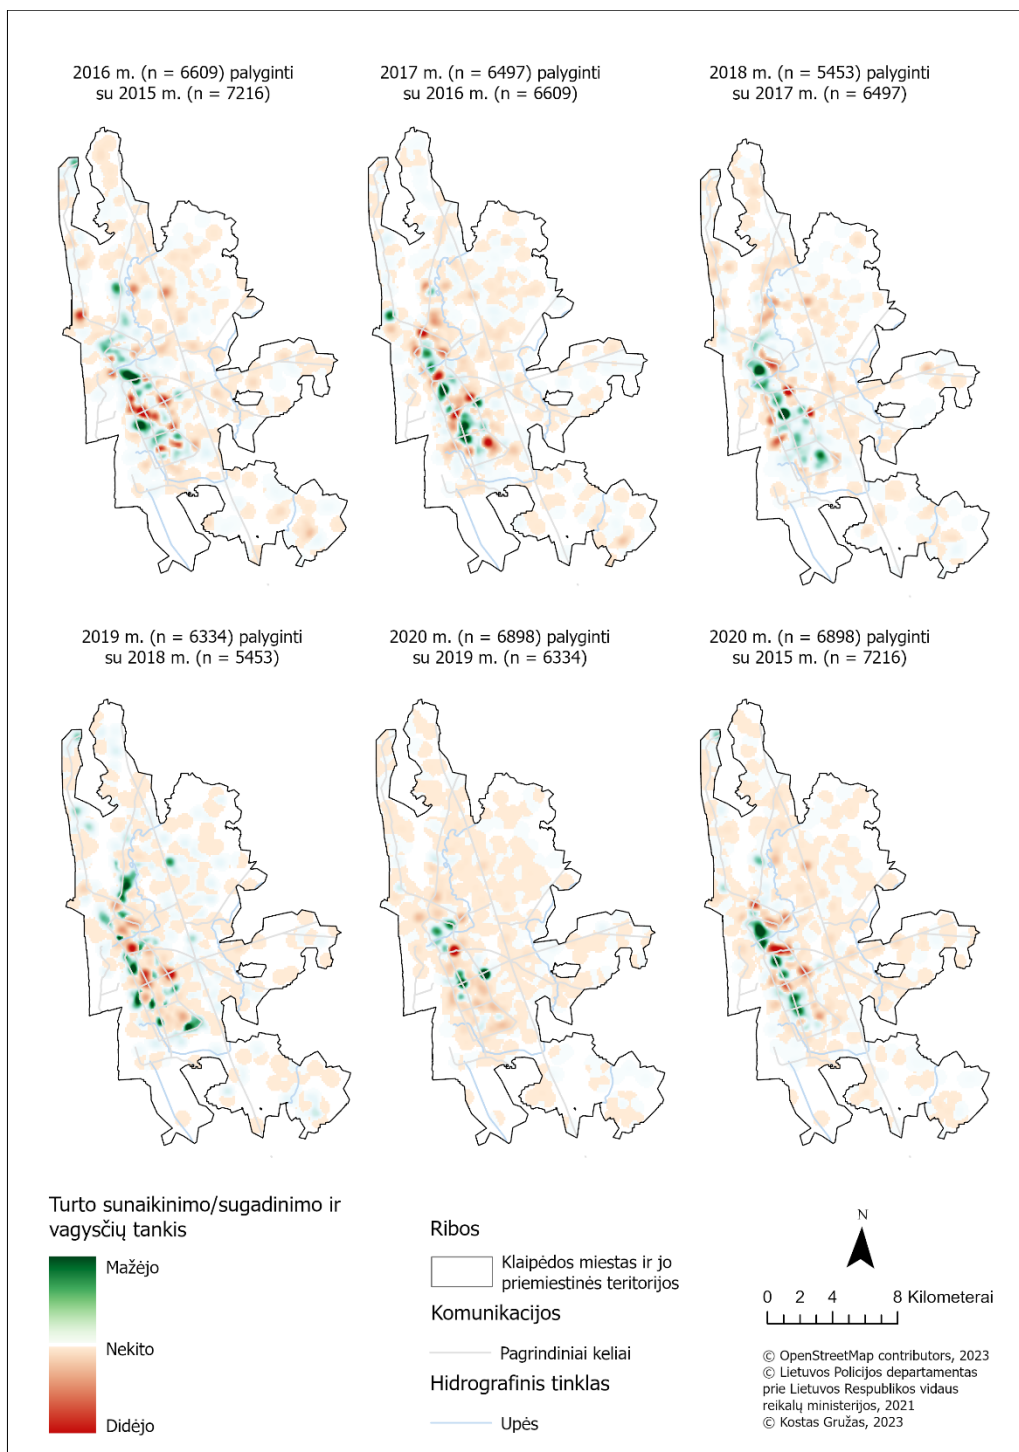 2016 m. (n = 6609) palyginti
su 2015 m. (n = 7216)
2017 m. (n = 6497) palyginti
su 2016 m. (n = 6609)
2018 m. (n = 5453) palyginti
su 2017 m. (n = 6497)
2019 m. (n = 6334) palyginti
su 2018 m. (n = 5453)
2020 m. (n = 6898) palyginti
su 2019 m. (n = 6334)
2020 m. (n = 6898) palyginti
su 2015 m. (n = 7216)
Turto sunaikinimo/sugadinimo ir
vagysčių tankis
Mažėjo
Nekito
Didėjo
Ribos
Klaipėdos miestas ir jo
priemiestinės teritorijos
Komunikacijos
Pagrindiniai keliai
Hidrografinis tinklas
Upės
N
0 2 4 8 Kilometerai
© OpenStreetMap contributors, 2023
© Lietuvos Policijos departamentas
prie Lietuvos Respublikos vidaus
reikalų ministerijos, 2021
© Kostas Gružas, 2023